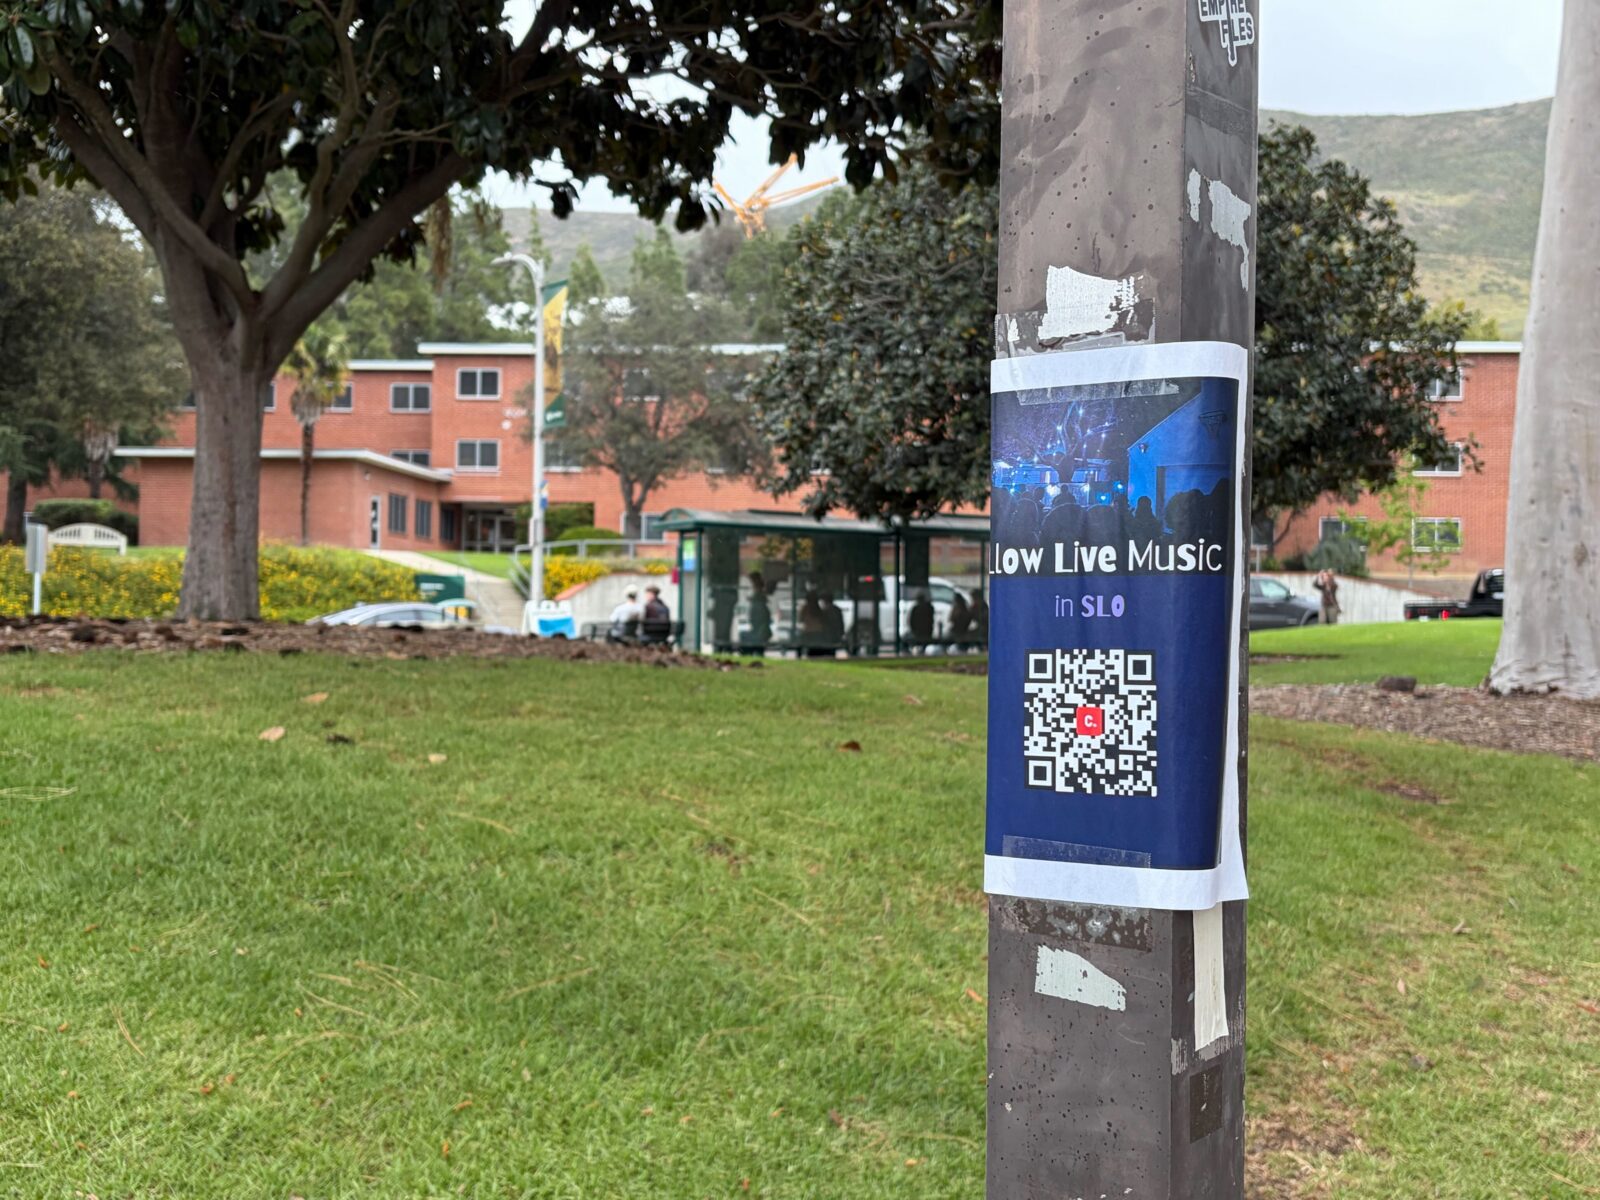 EMPIRE
FILES
llow Live Music
in SLO
C.